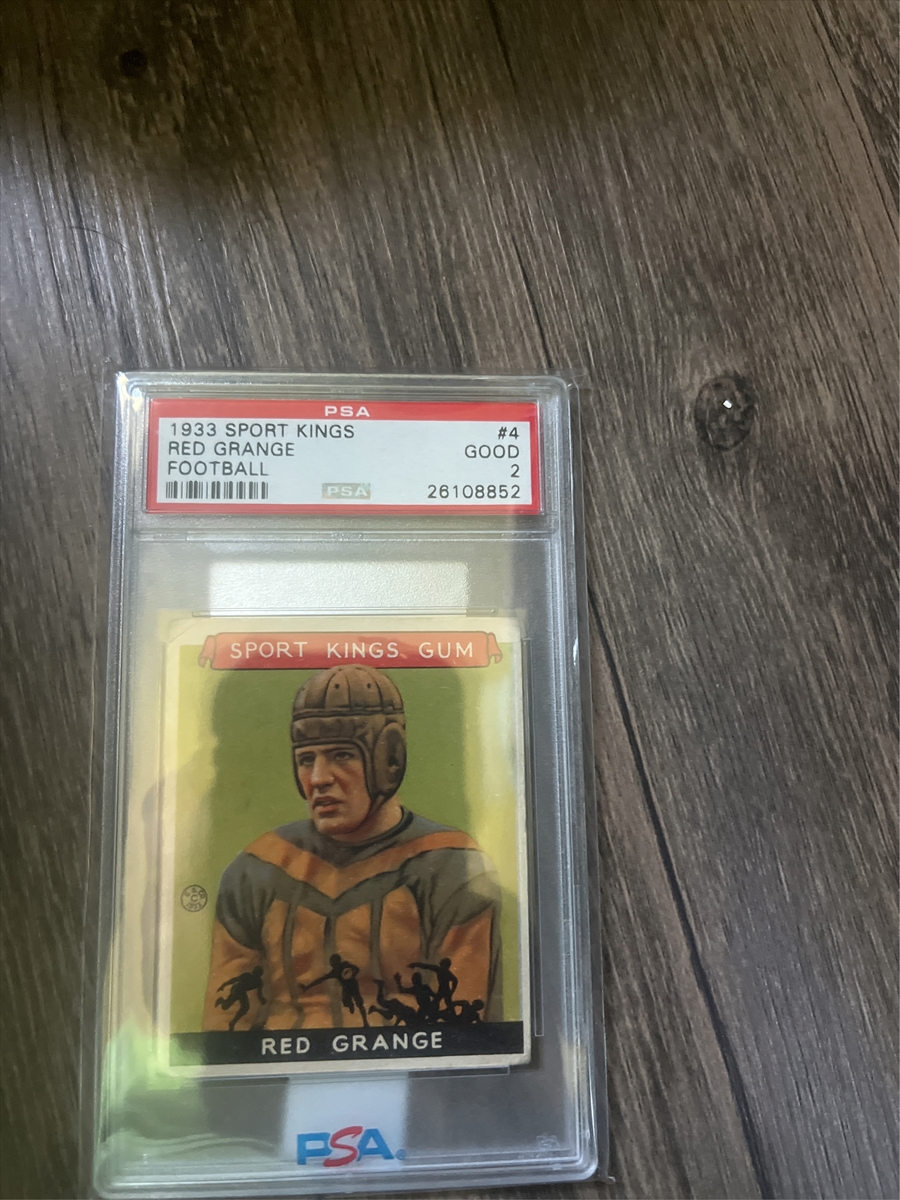 PSA
1933 SPORT KINGS #4
RED GRANGE GOOD
FOOTBALL 2
PSA 26108852
SPORT KINGS GUM
RED GRANGE
PSA